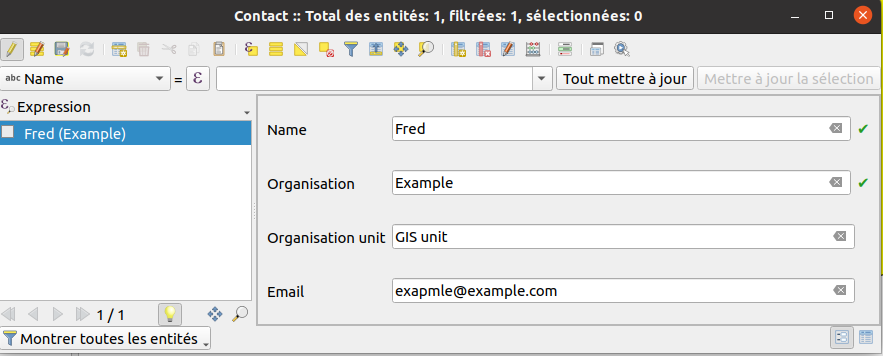 Contact :: Total des entités: 1, filtrées: 1, sélectionnées: 0
abc Name = ε Tout mettre à jour Mettre à jour la sélection
Expression
Fred (Example)
Name Fred
Organisation Example
Organisation unit GIS unit
Email exapmle@example.com
1 / 1
Montrer toutes les entités